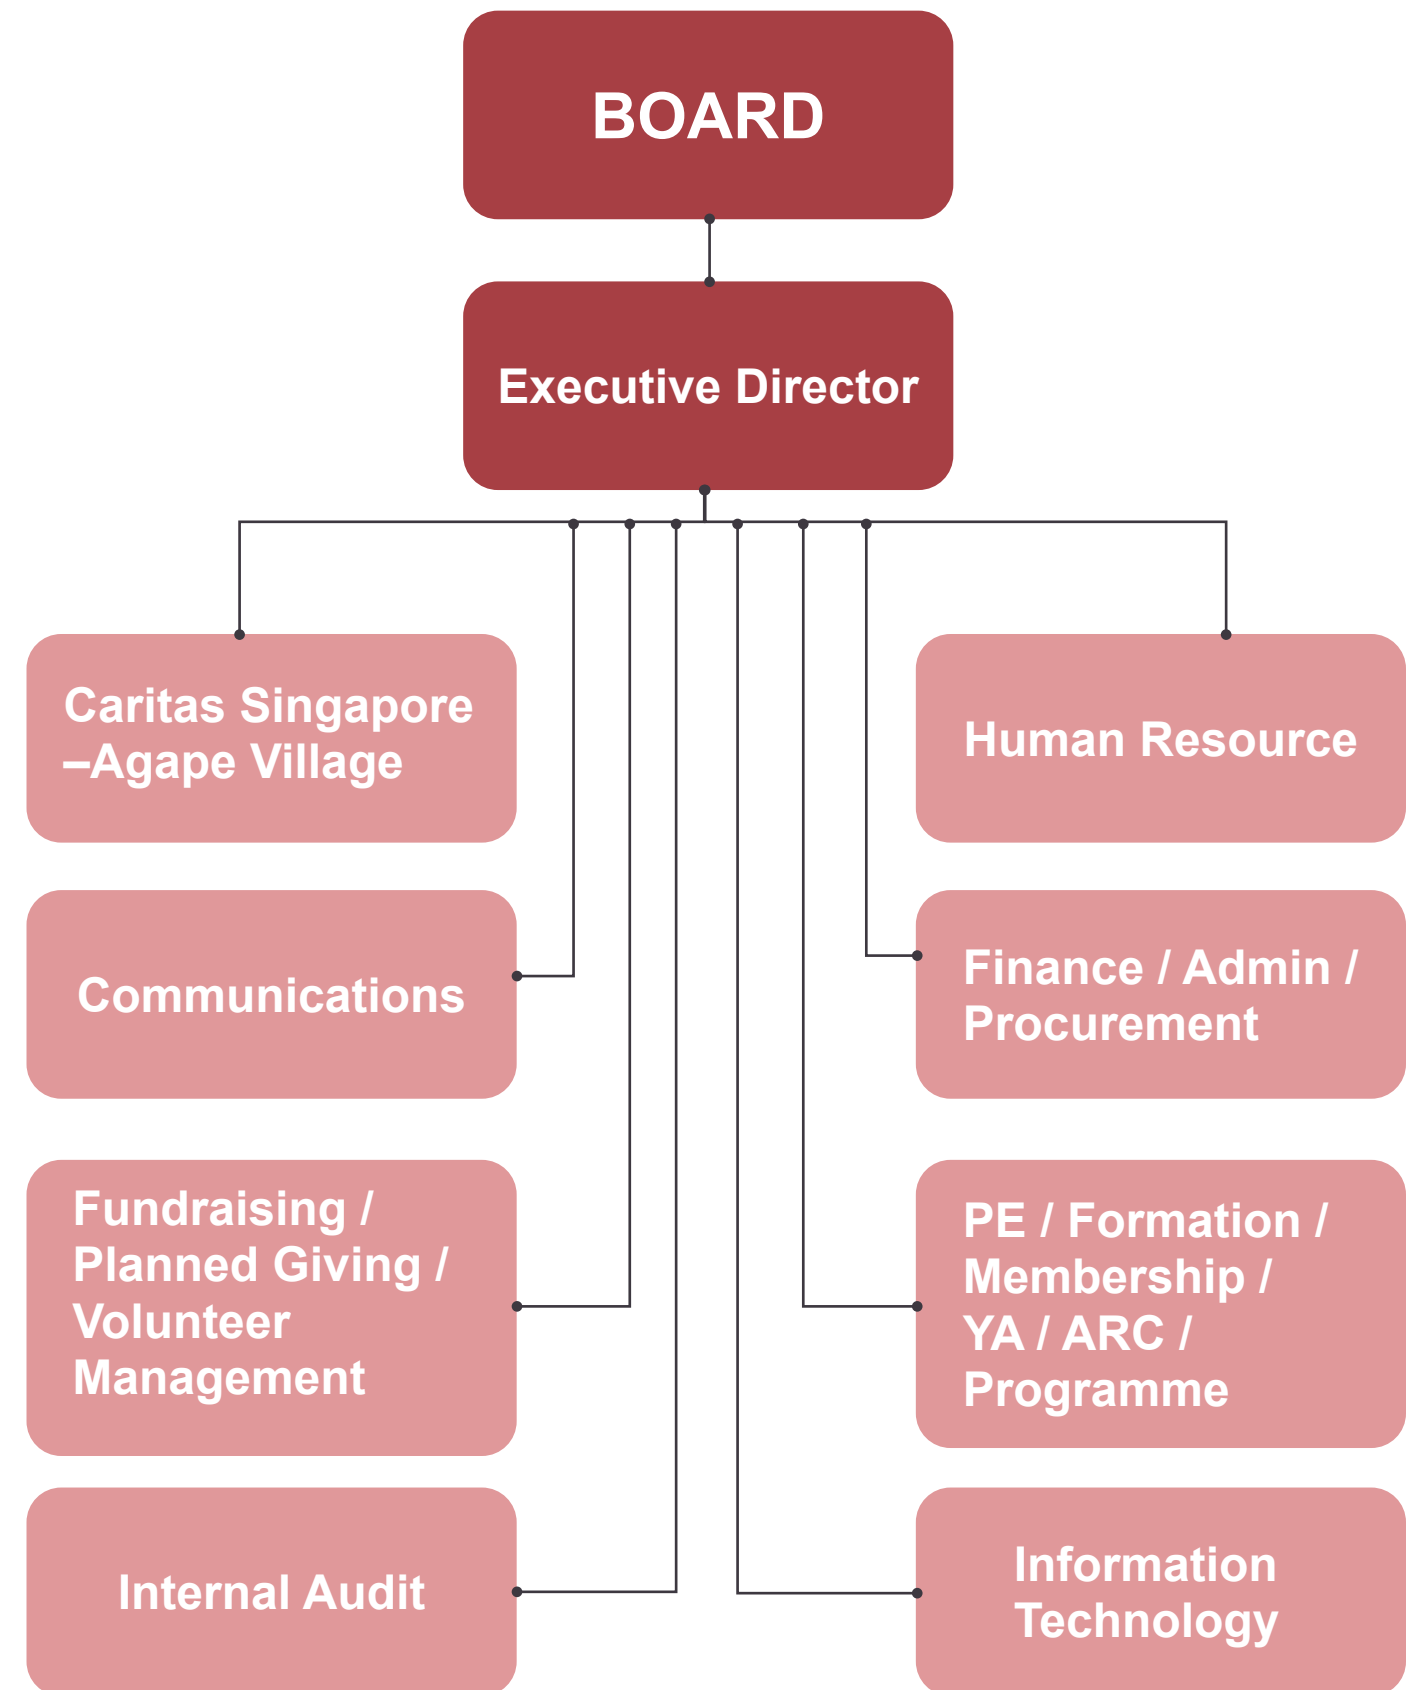 BOARD
Executive Director
Caritas Singapore
–Agape Village
Human Resource
Communications
Finance / Admin /
Procurement
Fundraising /
Planned Giving /
Volunteer
Management
PE / Formation /
Membership /
YA / ARC /
Programme
Internal Audit
Information
Technology